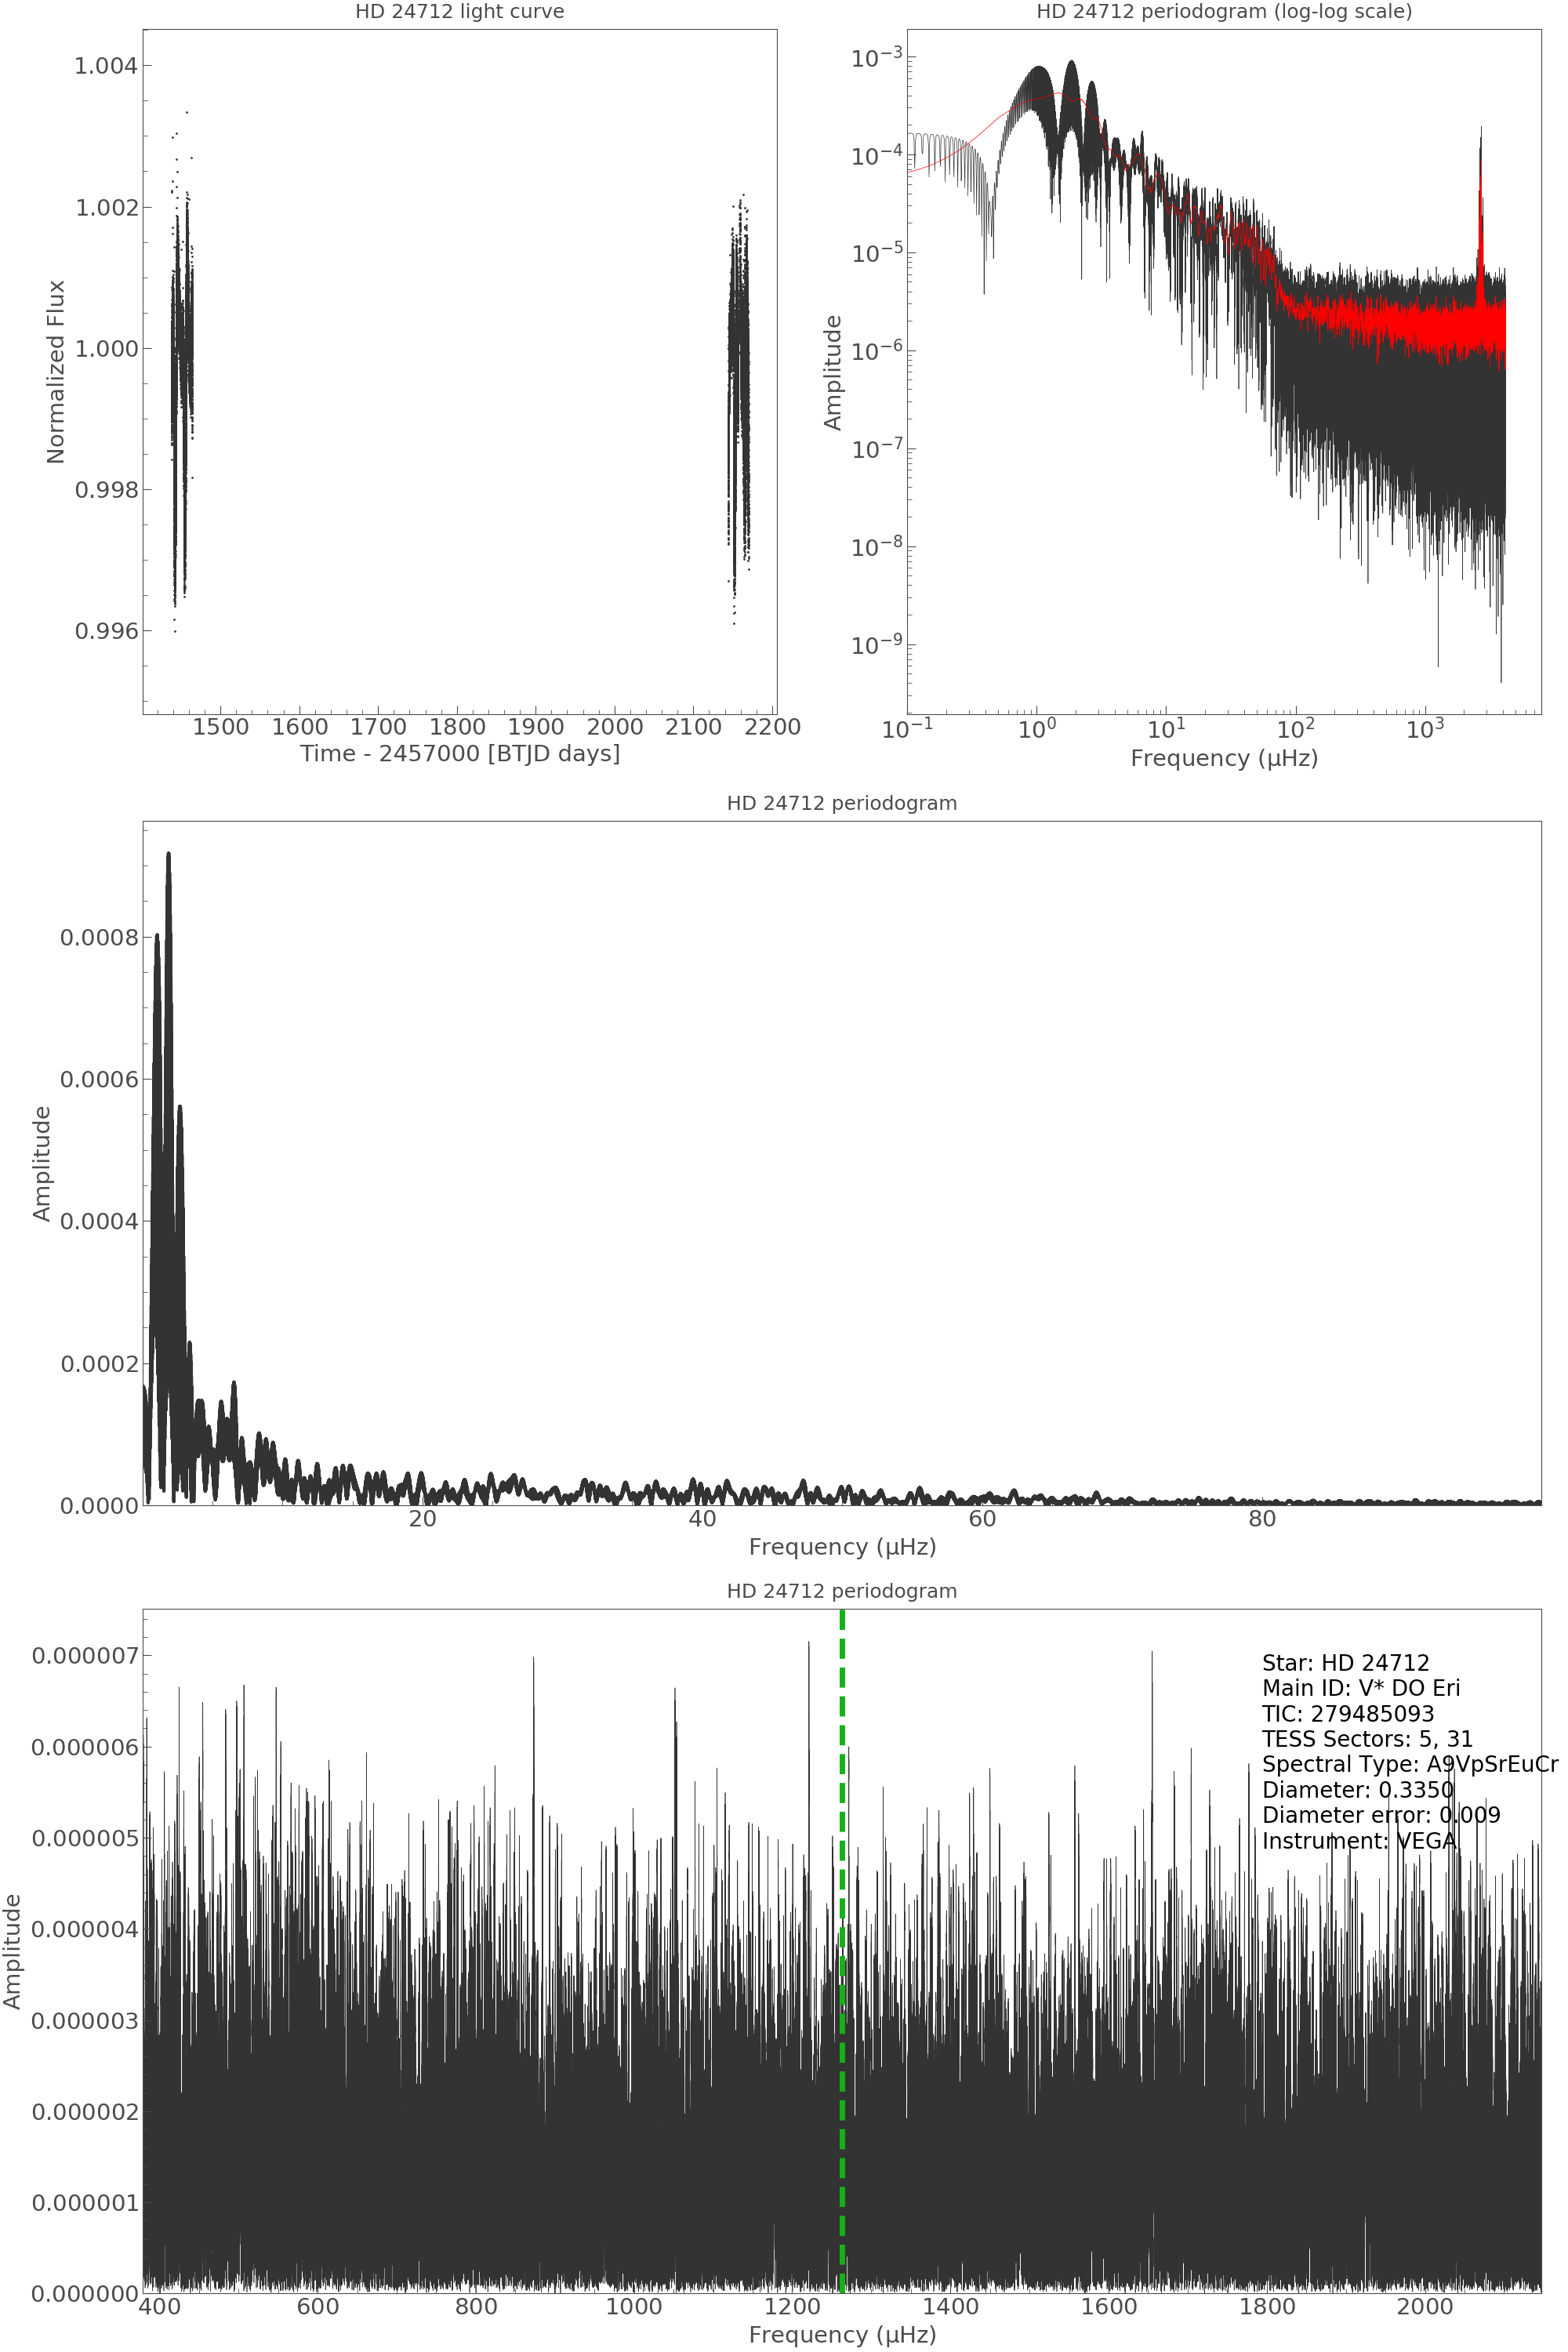 HD 24712 light curve
1.004
1.002
1.000
0.998
0.996
Normalized Flux
1500 1600 1700 1800 1900 2000 2100 2200
Time - 2457000 [BTJD days]
HD 24712 periodogram (log-log scale)
10⁻³
10⁻⁴
10⁻⁵
10⁻⁶
10⁻⁷
10⁻⁸
10⁻⁹
Amplitude
10⁻¹ 10⁰ 10¹ 10² 10³
Frequency (μHz)
HD 24712 periodogram
0.0008
0.0006
0.0004
0.0002
0.0000
Amplitude
20 40 60 80
Frequency (μHz)
HD 24712 periodogram
0.000007
0.000006
0.000005
0.000004
0.000003
0.000002
0.000001
0.000000
Amplitude
Star: HD 24712
Main ID: V* DO Eri
TIC: 279485093
TESS Sectors: 5, 31
Spectral Type: A9VpSrEuCr
Diameter: 0.3350
Diameter error: 0.009
Instrument: VEGA
400 600 800 1000 1200 1400 1600 1800 2000
Frequency (μHz)